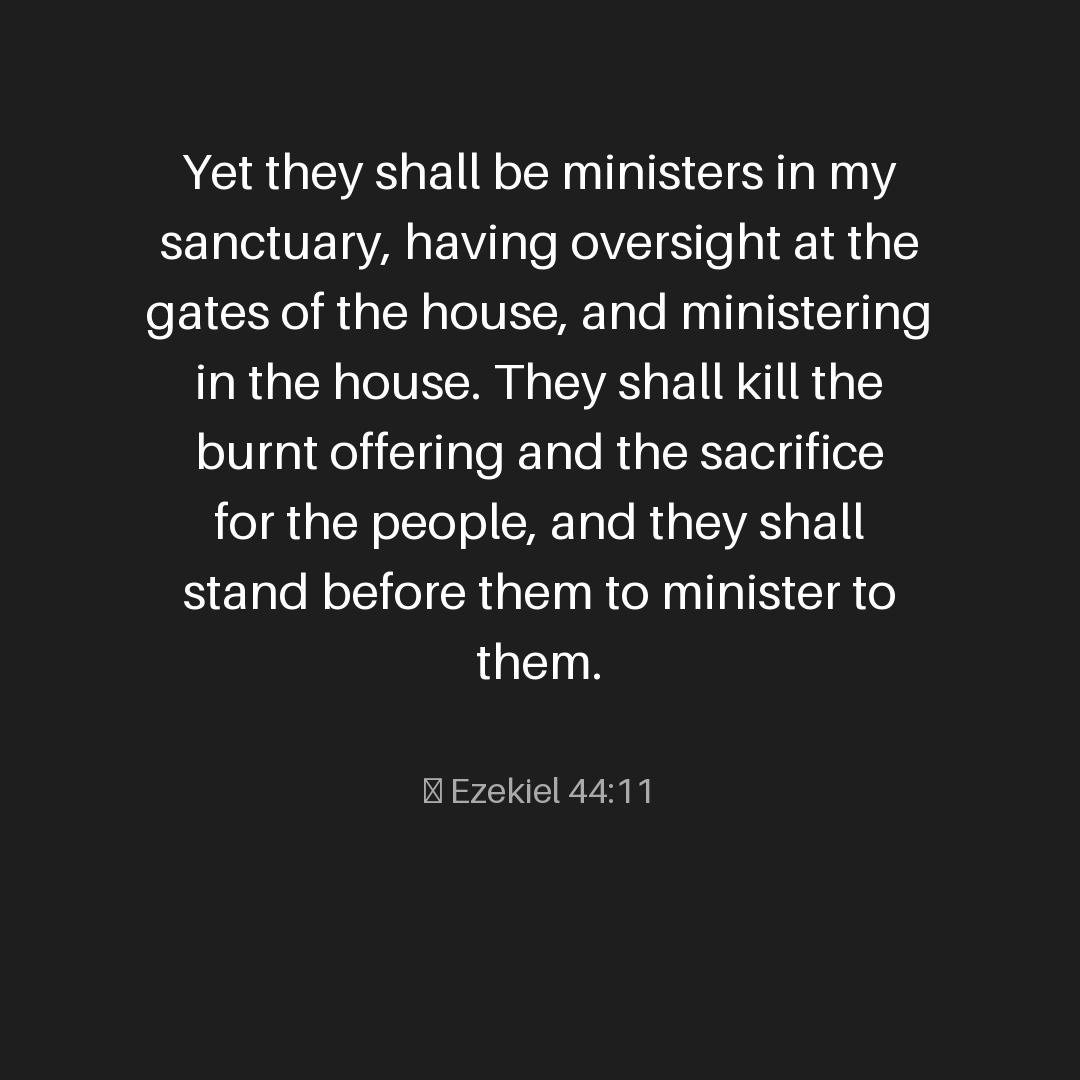 Yet they shall be ministers in my
sanctuary, having oversight at the
gates of the house, and ministering
in the house. They shall kill the
burnt offering and the sacrifice
for the people, and they shall
stand before them to minister to
them.
Ezekiel 44:11